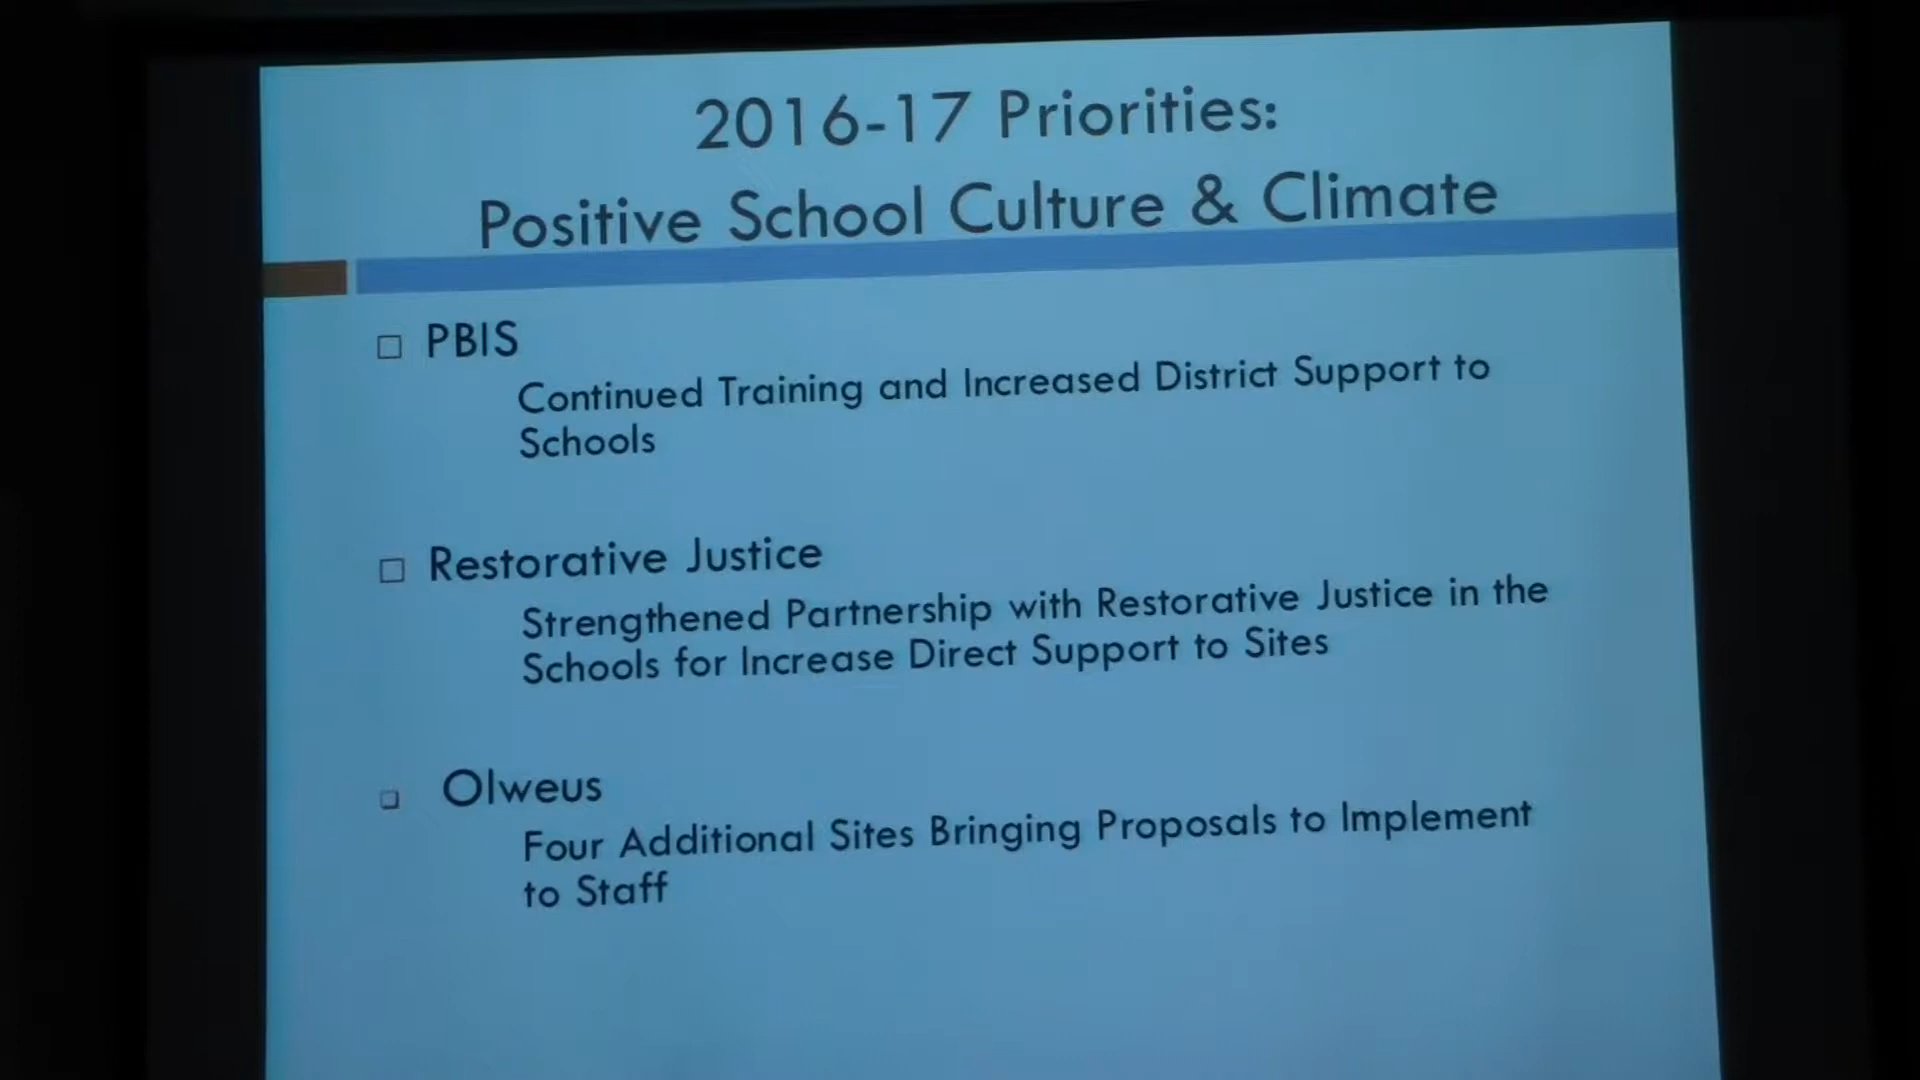 2016-17 Priorities:
Positive School Culture & Climate
PBIS
Continued Training and Increased District Support to
Schools
Restorative Justice
Strengthened Partnership with Restorative Justice in the
Schools for Increase Direct Support to Sites
Olweus
Four Additional Sites Bringing Proposals to Implement
to Staff